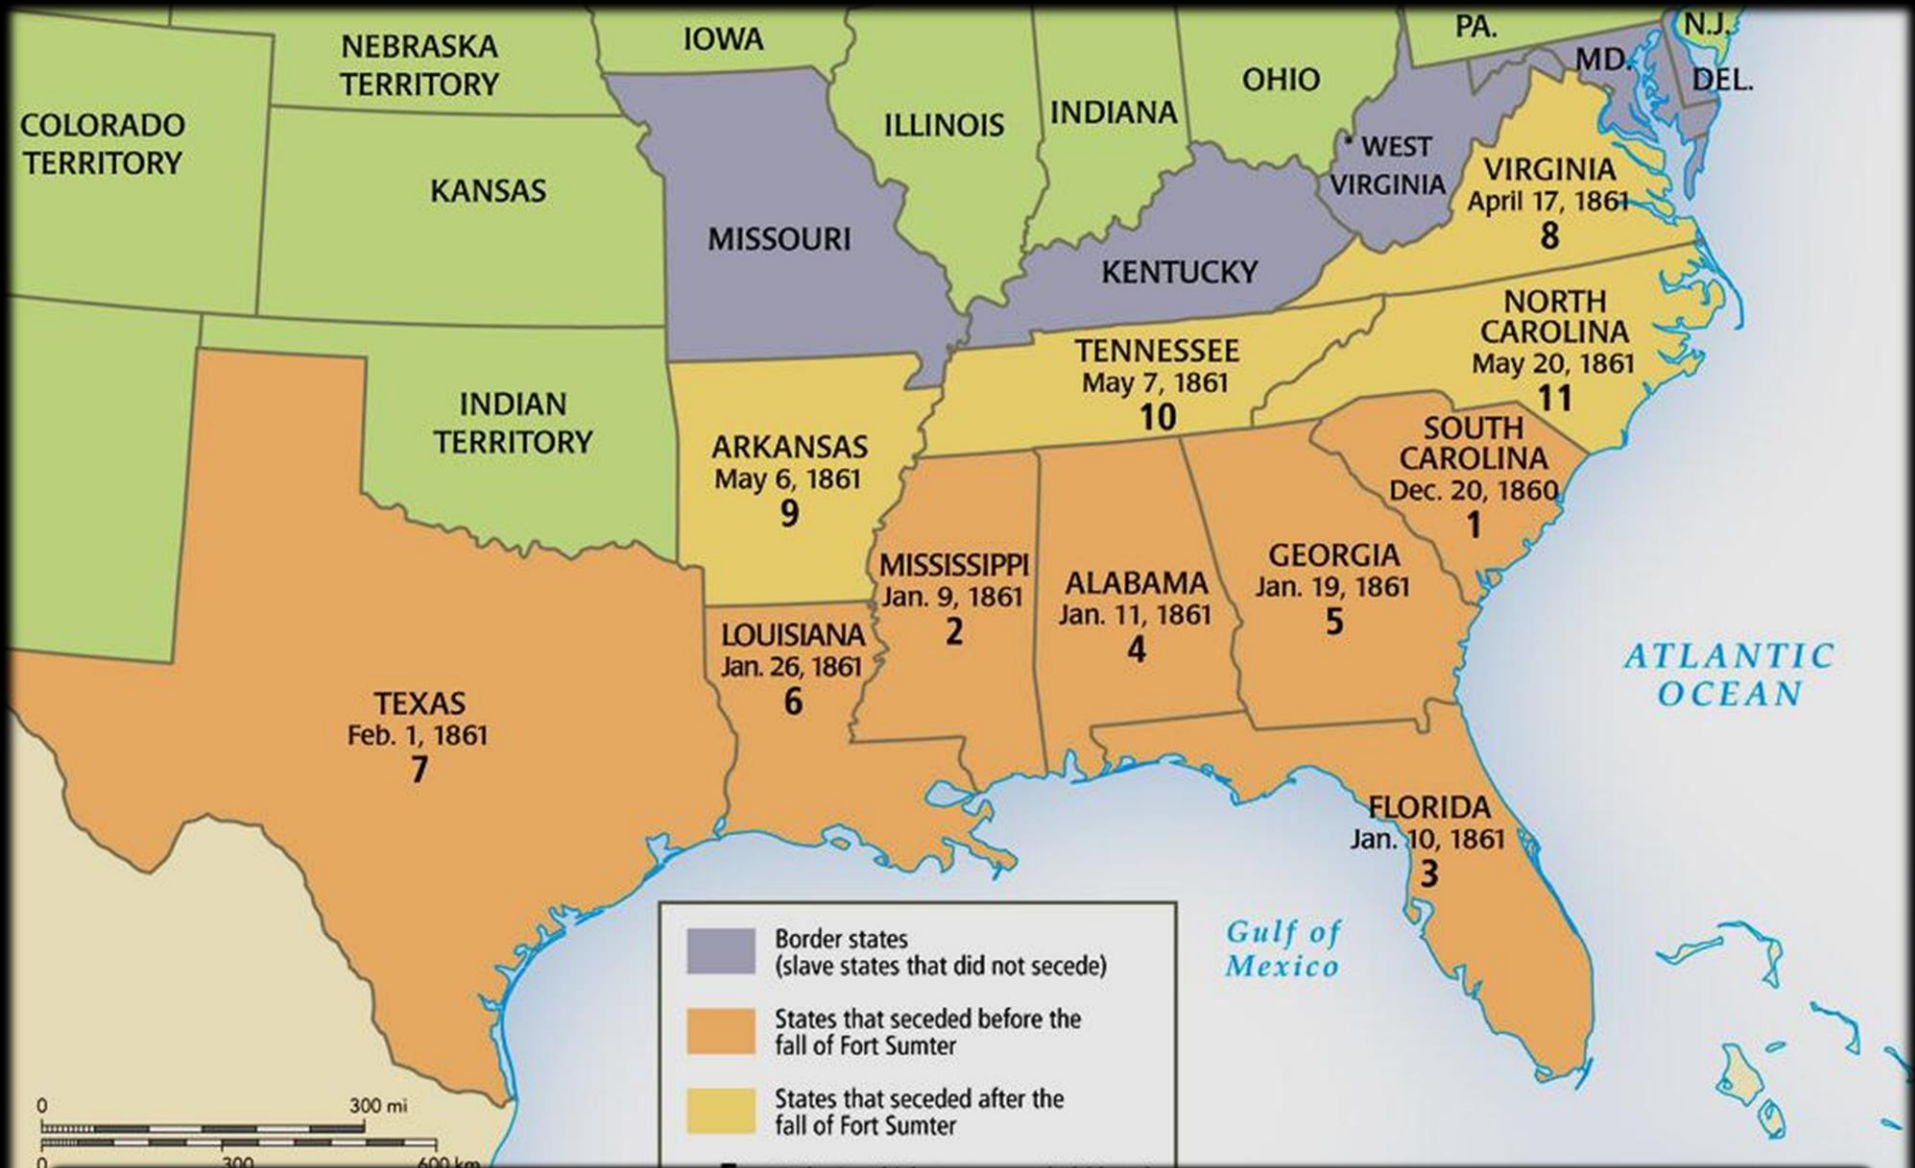 NEBRASKA
TERRITORY
IOWA
PA.
N.J.
MD.
DEL.
OHIO
COLORADO
TERRITORY
ILLINOIS
INDIANA
WEST
VIRGINIA
KANSAS
VIRGINIA
April 17, 1861
8
MISSOURI
KENTUCKY
NORTH
CAROLINA
May 20, 1861
11
TENNESSEE
May 7, 1861
10
INDIAN
TERRITORY
ARKANSAS
May 6, 1861
9
SOUTH
CAROLINA
Dec. 20, 1860
1
MISSISSIPPI
Jan. 9, 1861
2
ALABAMA
Jan. 11, 1861
4
GEORGIA
Jan. 19, 1861
5
LOUISIANA
Jan. 26, 1861
6
TEXAS
Feb. 1, 1861
7
ATLANTIC
OCEAN
FLORIDA
Jan. 10, 1861
3
Gulf of
Mexico
Border states
(slave states that did not secede)
States that seceded before the
fall of Fort Sumter
States that seceded after the
fall of Fort Sumter
0 300 mi
0 300 600 km